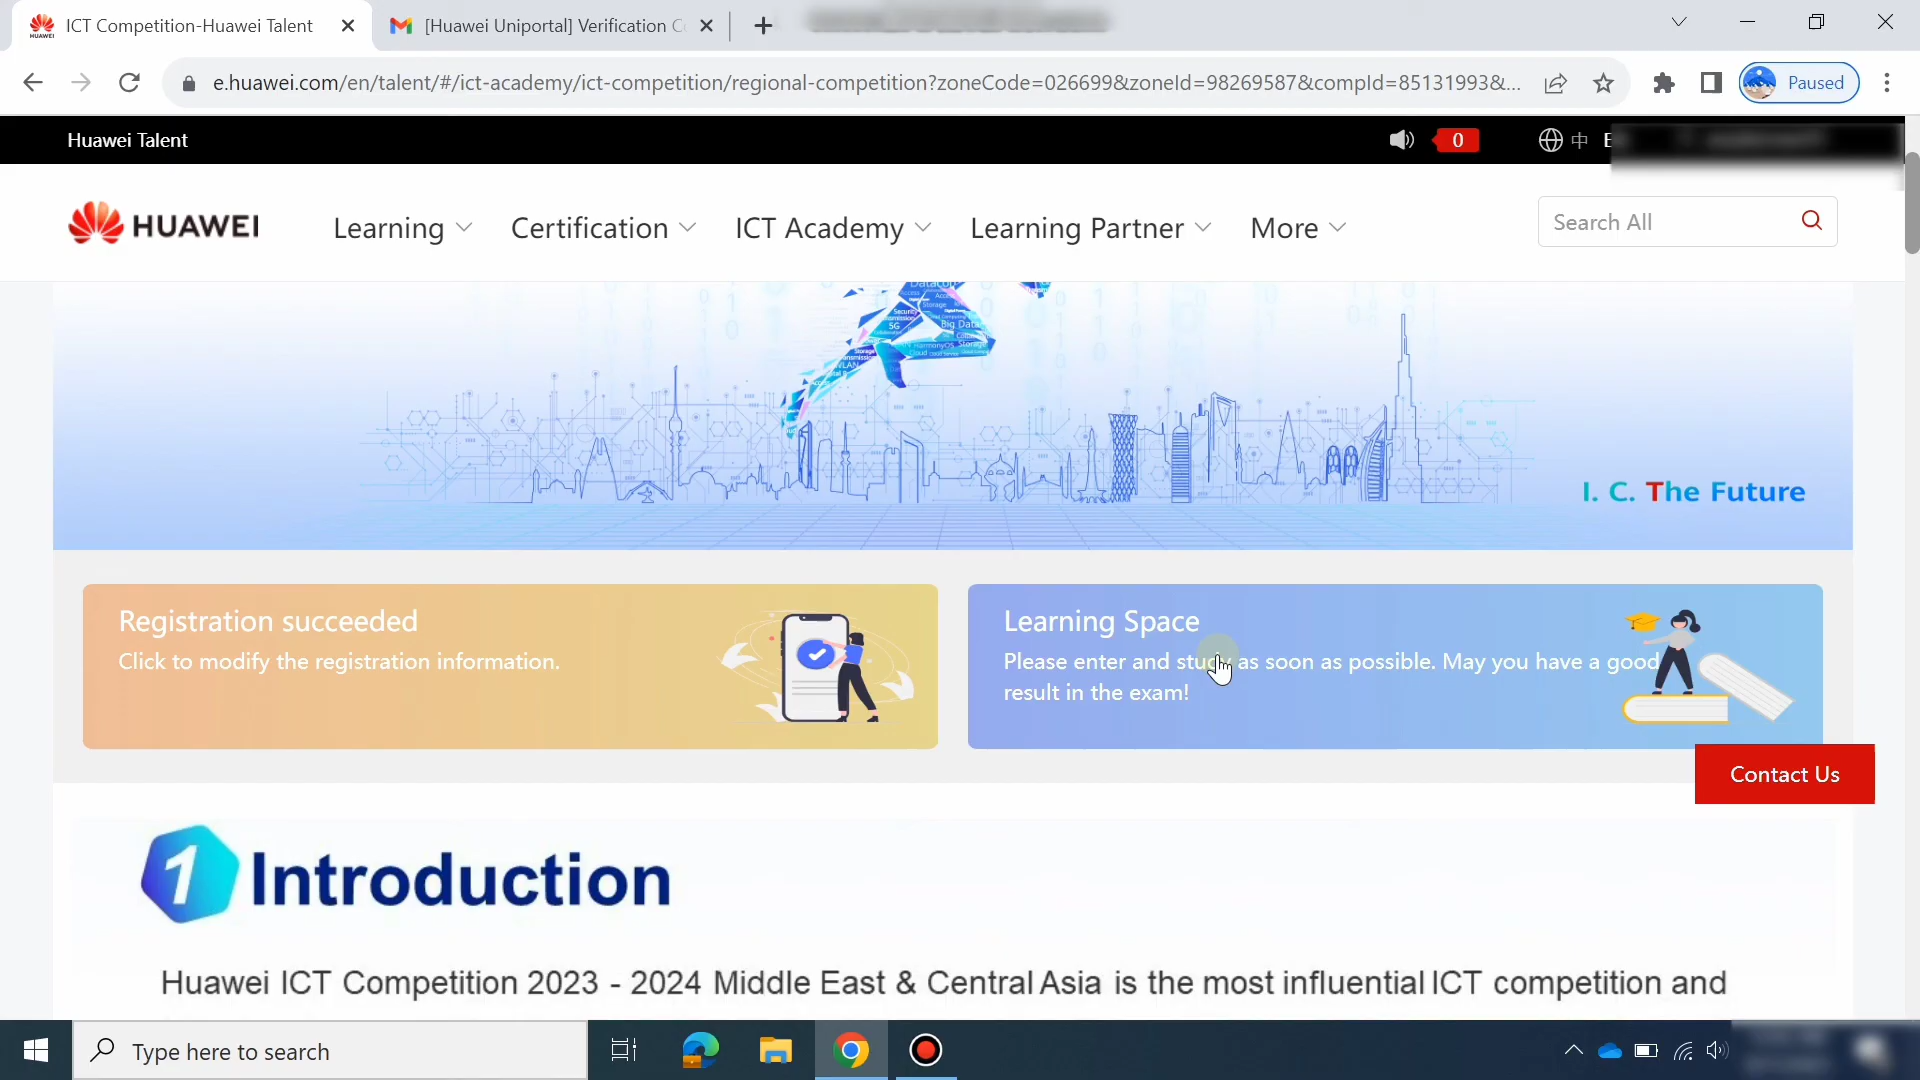 ICT Competition-Huawei Talent
[Huawei Uniportal] Verification C
e.huawei.com/en/talent/#/ict-academy/ict-competition/regional-competition?zoneCode=026699&zoneId=98269587&compId=85131993&...
Paused
Huawei Talent
0
中
HUAWEI
Learning
Certification
ICT Academy
Learning Partner
More
Search All
I. C. The Future
Registration succeeded
Click to modify the registration information.
Learning Space
Please enter and study as soon as possible. May you have a good
result in the exam!
Contact Us
1 Introduction
Huawei ICT Competition 2023 - 2024 Middle East & Central Asia is the most influential ICT competition and
Type here to search